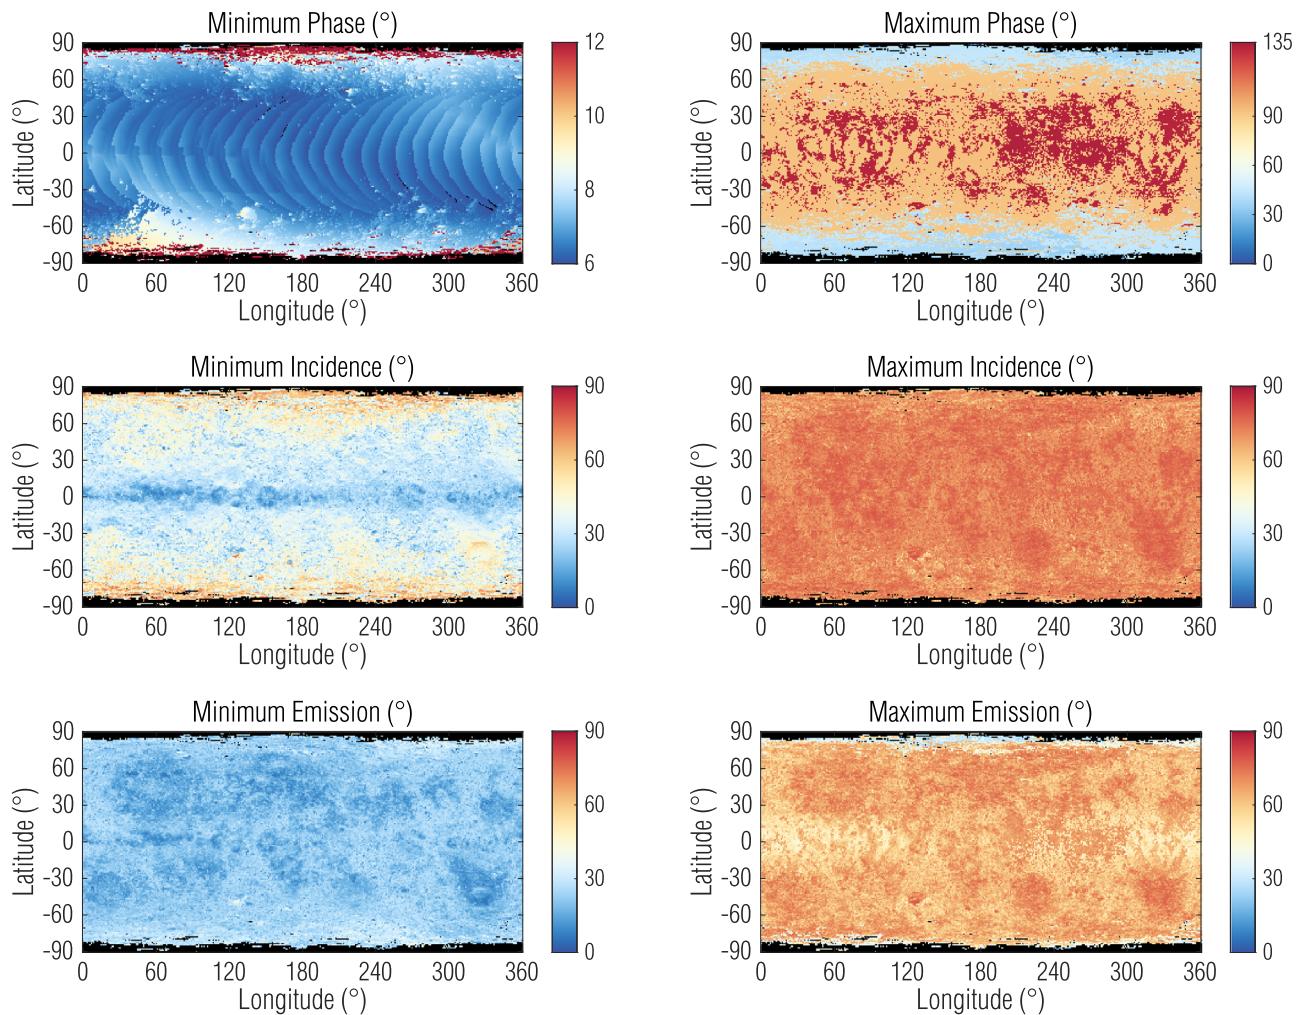 Minimum Phase (°)
Latitude (°)
90
60
30
0
-30
-60
-90
0 60 120 180 240 300 360
Longitude (°)
12
10
8
6
Maximum Phase (°)
Latitude (°)
90
60
30
0
-30
-60
-90
0 60 120 180 240 300 360
Longitude (°)
135
90
60
30
0
Minimum Incidence (°)
Latitude (°)
90
60
30
0
-30
-60
-90
0 60 120 180 240 300 360
Longitude (°)
90
60
30
0
Maximum Incidence (°)
Latitude (°)
90
60
30
0
-30
-60
-90
0 60 120 180 240 300 360
Longitude (°)
90
60
30
0
Minimum Emission (°)
Latitude (°)
90
60
30
0
-30
-60
-90
0 60 120 180 240 300 360
Longitude (°)
90
60
30
0
Maximum Emission (°)
Latitude (°)
90
60
30
0
-30
-60
-90
0 60 120 180 240 300 360
Longitude (°)
90
60
30
0